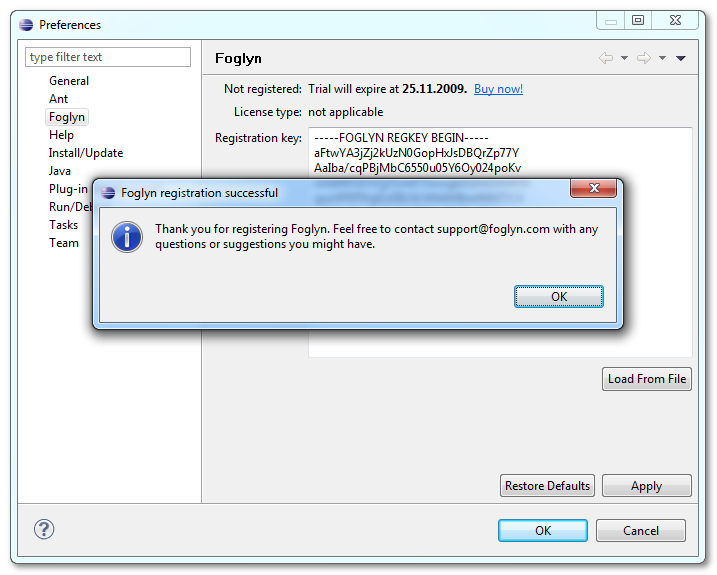 Preferences
type filter text
General
Ant
Foglyn
Help
Install/Update
Java
Plug-in
Run/Deb
Tasks
Team
Foglyn
Not registered: Trial will expire at 25.11.2009. Buy now!
License type: not applicable
Registration key:
-----FOGLYN REGKEY BEGIN-----
aFtwYA3jZj2kUzN0GopHxJsDBQrZp77Y
AaIba/cqPBjMbC6550u05Y6Oy024poKv
Foglyn registration successful
Thank you for registering Foglyn. Feel free to contact support@foglyn.com with any
questions or suggestions you might have.
OK
Load From File
Restore Defaults
Apply
OK
Cancel